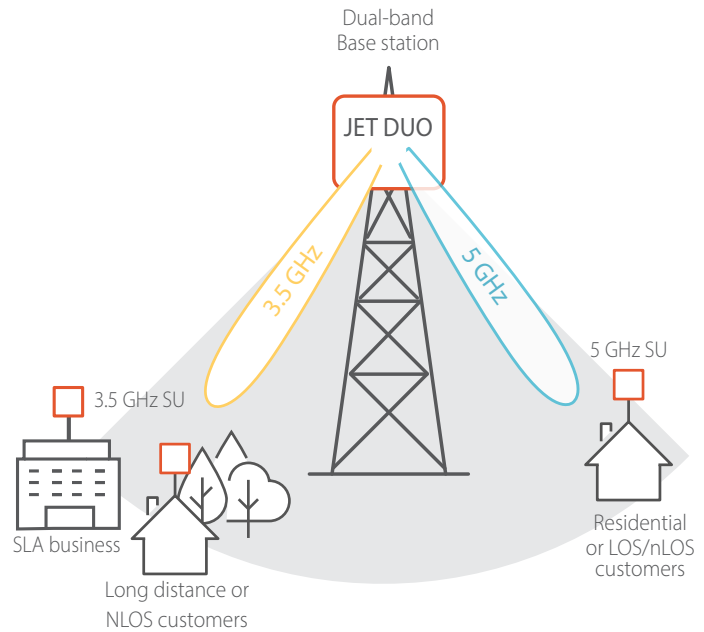 Dual-band
Base station
JET DUO
3.5 GHz
5 GHz
5 GHz SU
3.5 GHz SU
SLA business
Long distance or
NLOS customers
Residential
or LOS/nLOS
customers